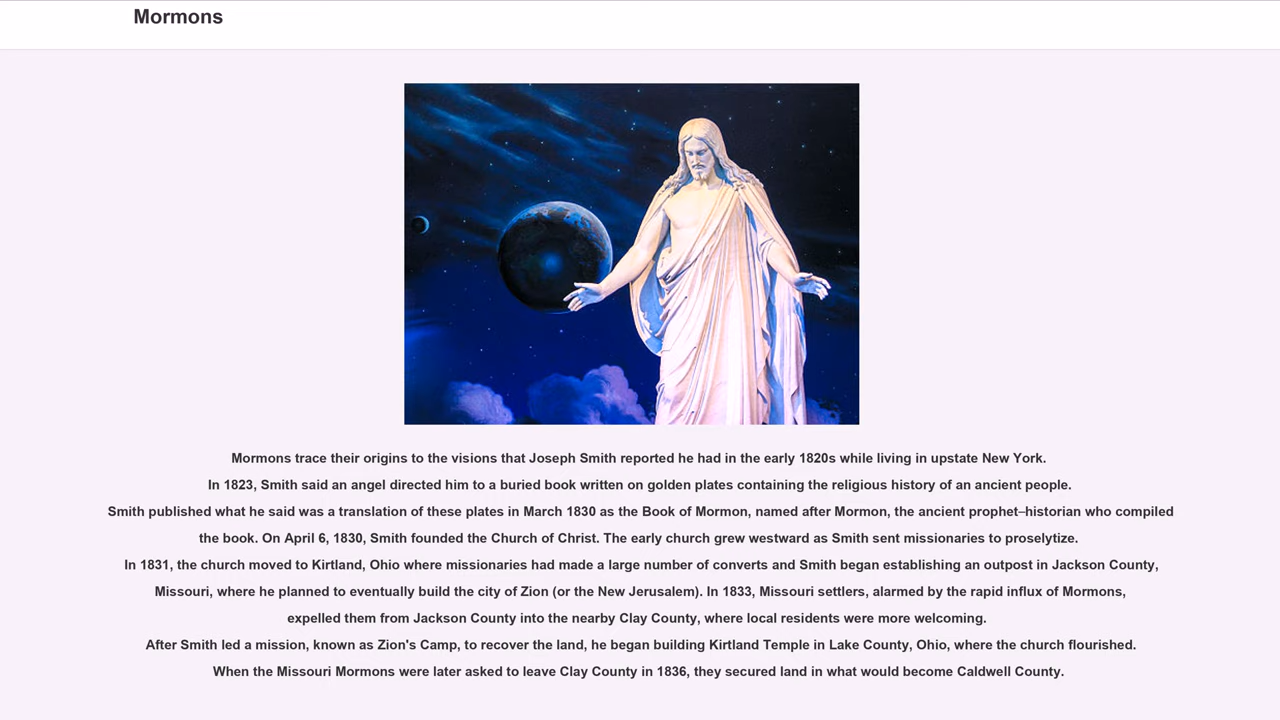 Mormons
Mormons trace their origins to the visions that Joseph Smith reported he had in the early 1820s while living in upstate New York.
In 1823, Smith said an angel directed him to a buried book written on golden plates containing the religious history of an ancient people.
Smith published what he said was a translation of these plates in March 1830 as the Book of Mormon, named after Mormon, the ancient prophet–historian who compiled
the book. On April 6, 1830, Smith founded the Church of Christ. The early church grew westward as Smith sent missionaries to proselytize.
In 1831, the church moved to Kirtland, Ohio where missionaries had made a large number of converts and Smith began establishing an outpost in Jackson County,
Missouri, where he planned to eventually build the city of Zion (or the New Jerusalem). In 1833, Missouri settlers, alarmed by the rapid influx of Mormons,
expelled them from Jackson County into the nearby Clay County, where local residents were more welcoming.
After Smith led a mission, known as Zion's Camp, to recover the land, he began building Kirtland Temple in Lake County, Ohio, where the church flourished.
When the Missouri Mormons were later asked to leave Clay County in 1836, they secured land in what would become Caldwell County.